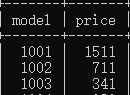 model | price
1001 | 1511
1002 | 711
1003 | 341